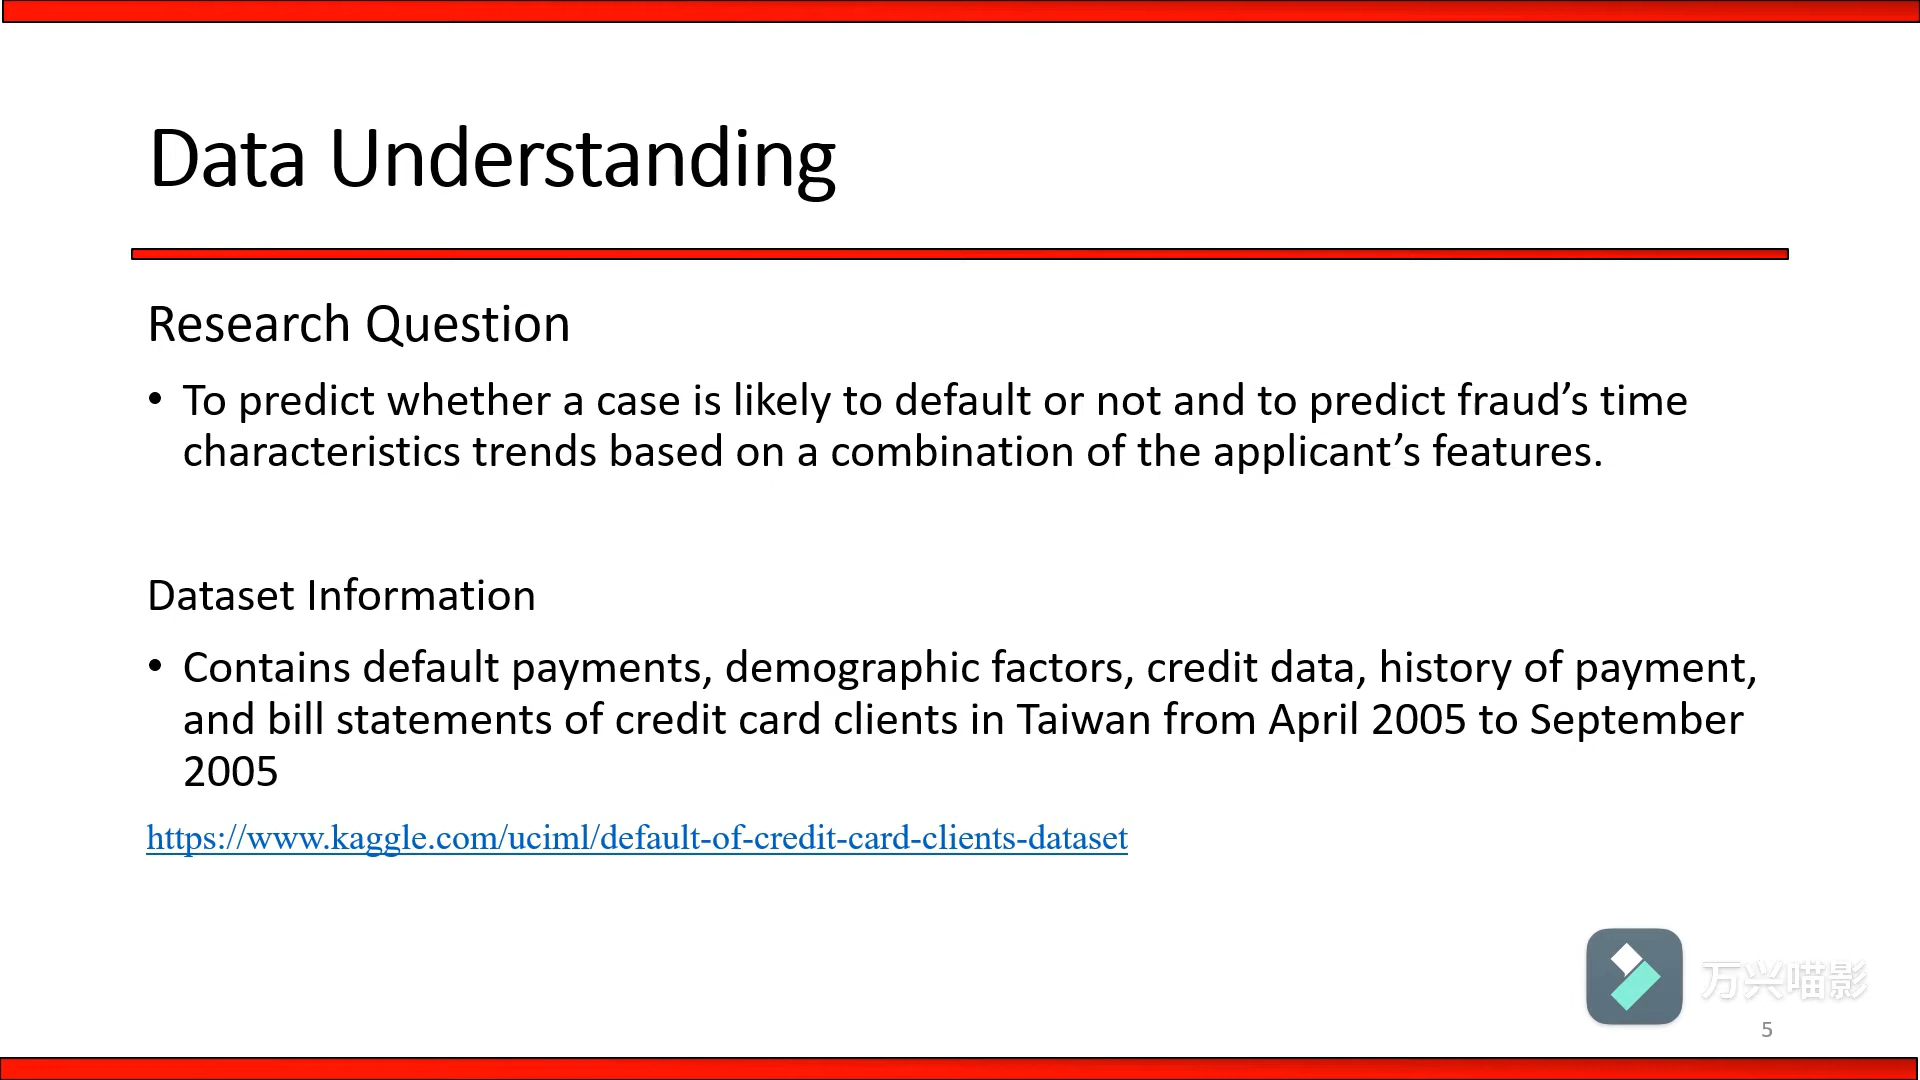 Data Understanding
Research Question
• To predict whether a case is likely to default or not and to predict fraud’s time
characteristics trends based on a combination of the applicant’s features.
Dataset Information
• Contains default payments, demographic factors, credit data, history of payment,
and bill statements of credit card clients in Taiwan from April 2005 to September
2005
https://www.kaggle.com/uciml/default-of-credit-card-clients-dataset
万兴喵影
5